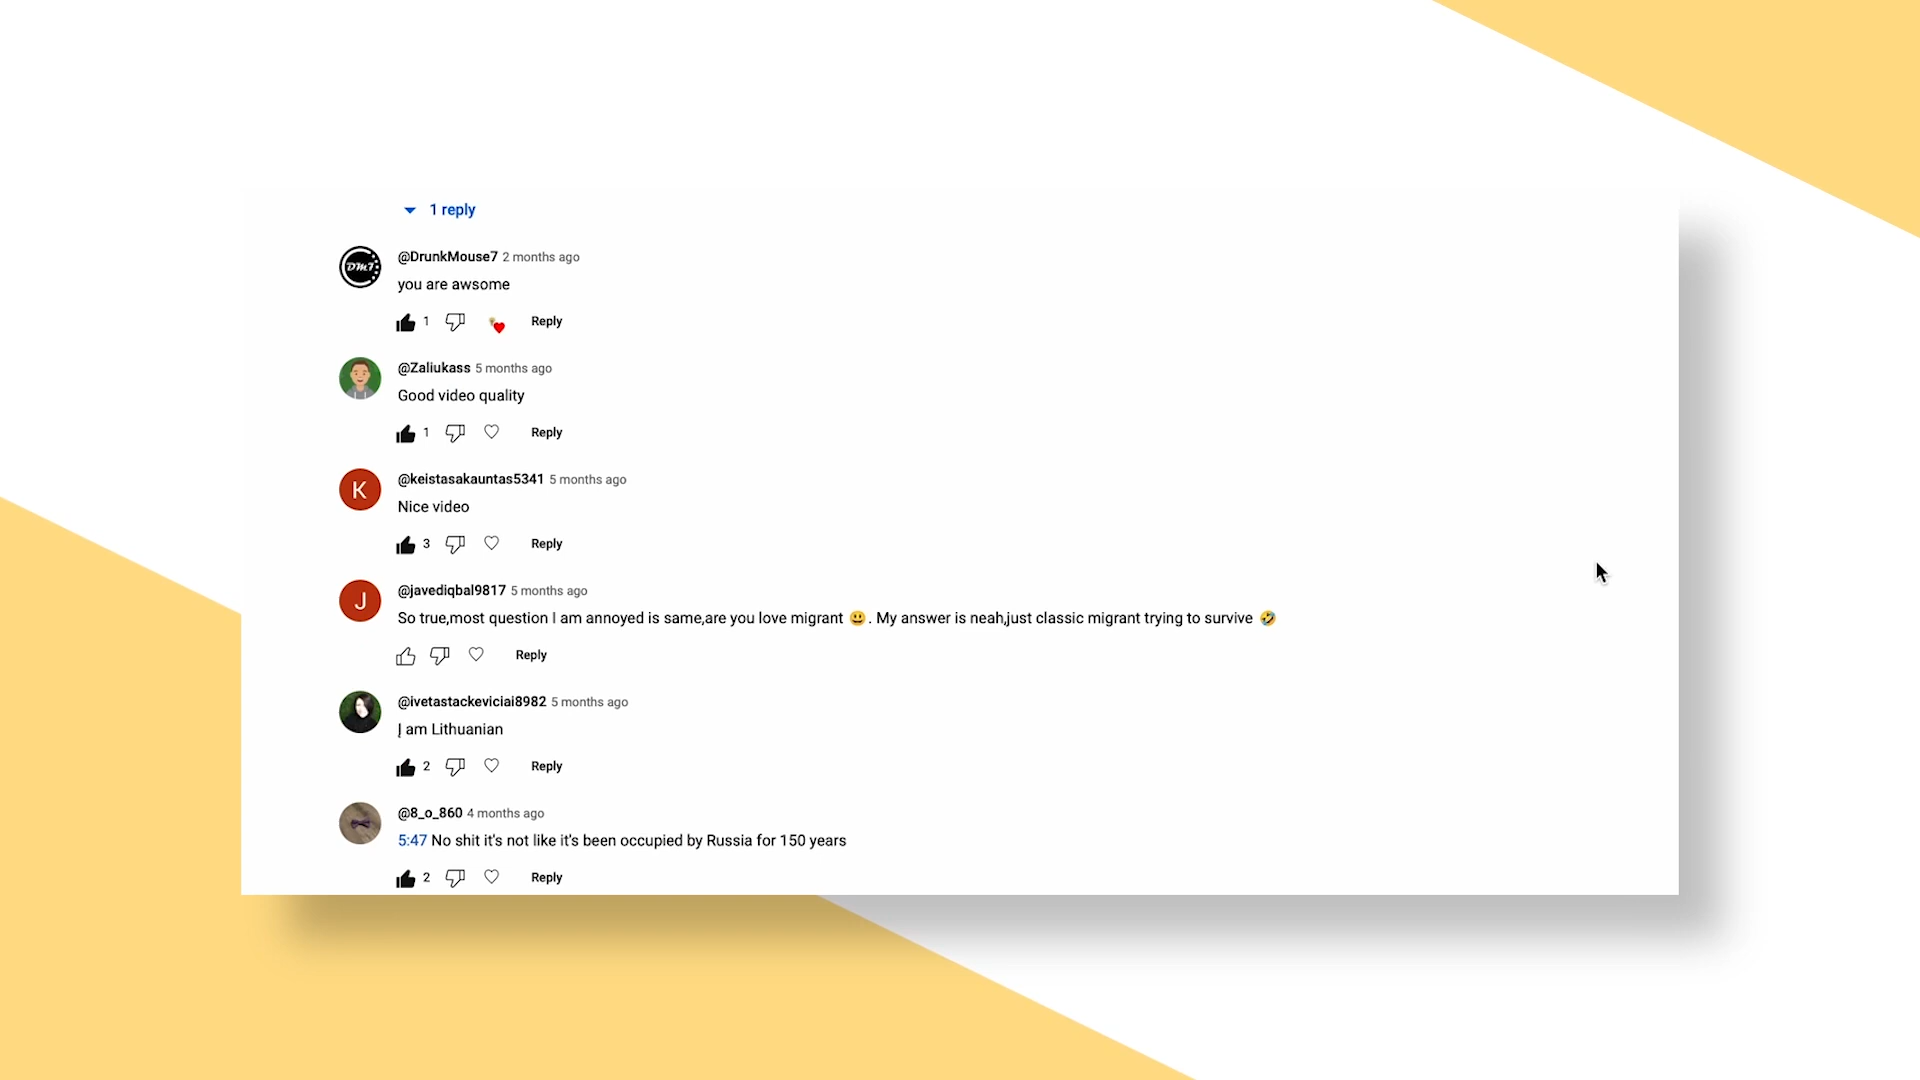 1 reply
DM7
@DrunkMouse7 2 months ago
you are awsome
1 Reply
@Zaliukass 5 months ago
Good video quality
1 Reply
K
@keistasakauntas5341 5 months ago
Nice video
3 Reply
J
@javediqbal9817 5 months ago
So true,most question I am annoyed is same,are you love migrant 😃. My answer is neah,just classic migrant trying to survive 🤣
Reply
@ivetastackeviciai8982 5 months ago
Į am Lithuanian
2 Reply
@8_o_860 4 months ago
5:47 No shit it's not like it's been occupied by Russia for 150 years
2 Reply